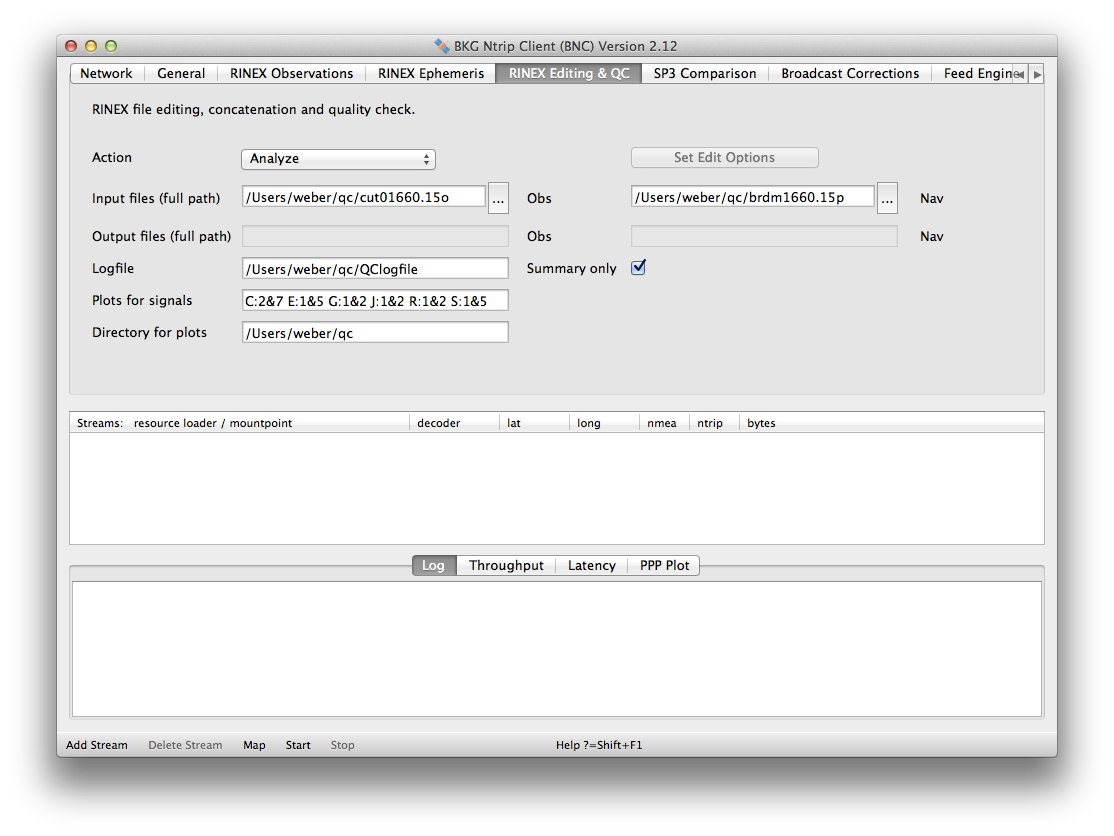 BKG Ntrip Client (BNC) Version 2.12
Network General RINEX Observations RINEX Ephemeris RINEX Editing & QC SP3 Comparison Broadcast Corrections Feed Engine
RINEX file editing, concatenation and quality check.
Action Analyze Set Edit Options
Input files (full path) /Users/weber/qc/cut01660.15o ... Obs /Users/weber/qc/brdm1660.15p ... Nav
Output files (full path) Obs Nav
Logfile /Users/weber/qc/QClogfile Summary only
Plots for signals C:2&7 E:1&5 G:1&2 J:1&2 R:1&2 S:1&5
Directory for plots /Users/weber/qc
Streams: resource loader / mountpoint decoder lat long nmea ntrip bytes
Log Throughput Latency PPP Plot
Add Stream Delete Stream Map Start Stop Help ?=Shift+F1